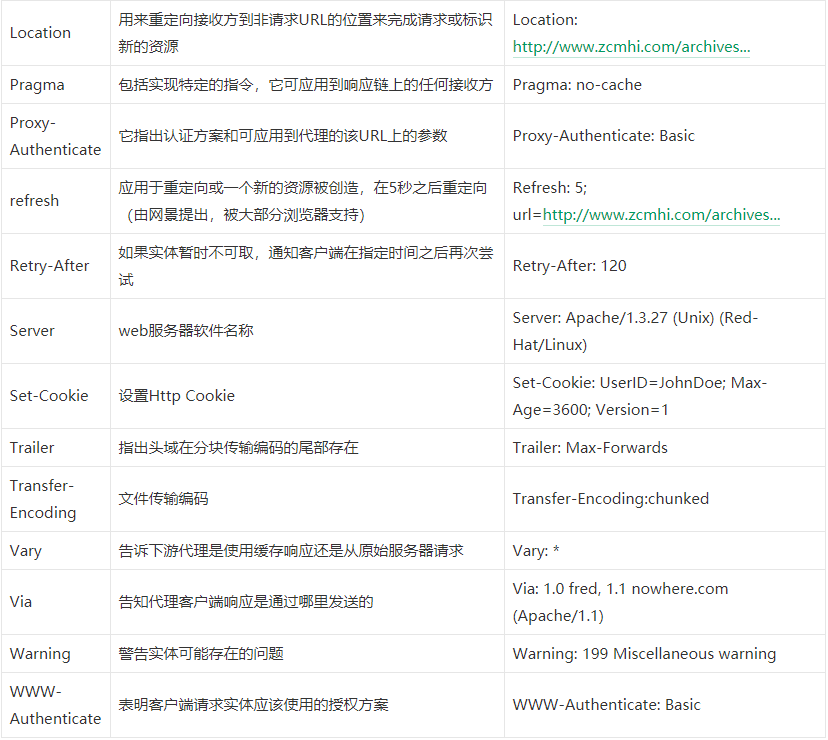 Location
用来重定向接收方到非请求URL的位置来完成请求或标识
新的资源
Location:
http://www.zcmhi.com/archives...
Pragma
包括实现特定的指令，它可应用到响应链上的任何接收方
Pragma: no-cache
Proxy-
Authenticate
它指出认证方案和可应用到代理的该URL上的参数
Proxy-Authenticate: Basic
refresh
应用于重定向或一个新的资源被创造，在5秒之后重定向
（由网景提出，被大部分浏览器支持）
Refresh: 5;
url=http://www.zcmhi.com/archives...
Retry-After
如果实体暂时不可取，通知客户端在指定时间之后再次尝
试
Retry-After: 120
Server
web服务器软件名称
Server: Apache/1.3.27 (Unix) (Red-
Hat/Linux)
Set-Cookie
设置Http Cookie
Set-Cookie: UserID=JohnDoe; Max-
Age=3600; Version=1
Trailer
指出头域在分块传输编码的尾部存在
Trailer: Max-Forwards
Transfer-
Encoding
文件传输编码
Transfer-Encoding:chunked
Vary
告诉下游代理是使用缓存响应还是从原始服务器请求
Vary: *
Via
告知代理客户端响应是通过哪里发送的
Via: 1.0 fred, 1.1 nowhere.com
(Apache/1.1)
Warning
警告实体可能存在的问题
Warning: 199 Miscellaneous warning
WWW-
Authenticate
表明客户端请求实体应该使用的授权方案
WWW-Authenticate: Basic